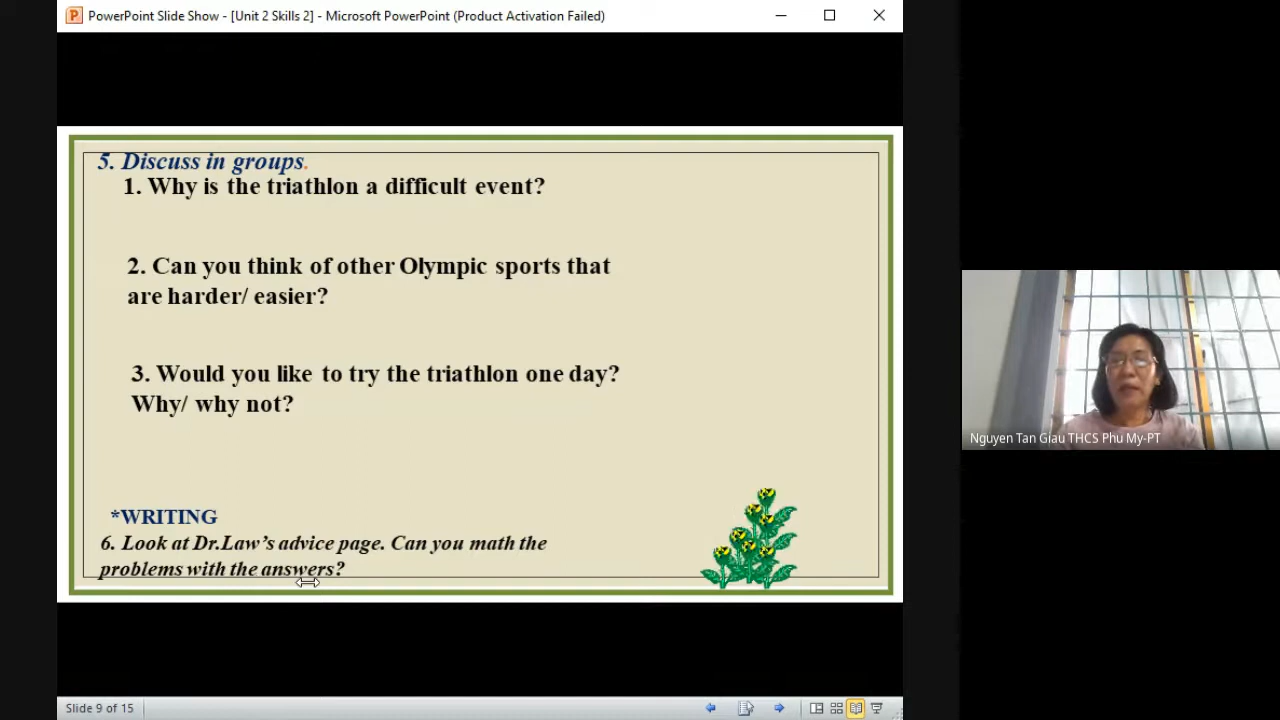 PowerPoint Slide Show - [Unit 2 Skills 2] - Microsoft PowerPoint (Product Activation Failed)
5. Discuss in groups.
1. Why is the triathlon a difficult event?
2. Can you think of other Olympic sports that
are harder/ easier?
3. Would you like to try the triathlon one day?
Why/ why not?
*WRITING
6. Look at Dr.Law's advice page. Can you math the
problems with the answers?
Nguyen Tan Giau THCS Phu My-PT
Slide 9 of 15